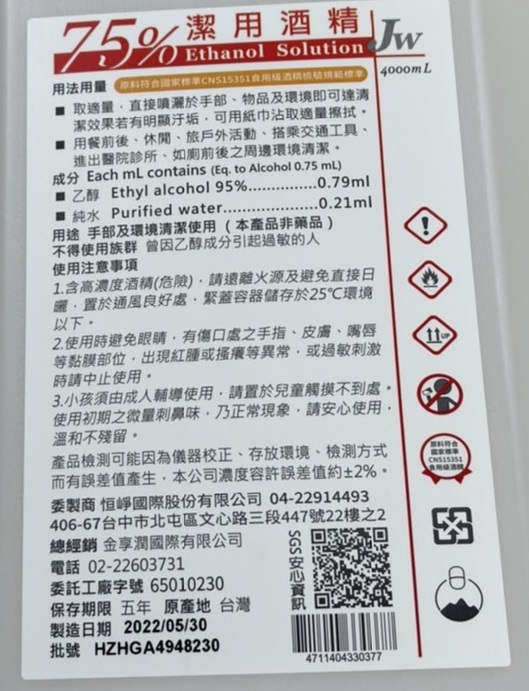 75% 潔用酒精
Ethanol Solution
JW
4000mL
用法用量 原料符合國家標準CNS15351食用級酒精檢驗規範標準
■ 取適量，直接噴灑於手部、物品及環境即可達清
潔效果若有明顯汙垢，可用紙巾沾取適量擦拭。
■ 用餐前後、休閒、旅戶外活動、搭乘交通工具、
進出醫院診所、如廁前後之周邊環境清潔。
成分 Each mL contains (Eq. to Alcohol 0.75 mL)
■ 乙醇 Ethyl alcohol 95%...............0.79ml
■ 純水 Purified water.....................0.21ml
用途 手部及環境清潔使用（本產品非藥品）
不得使用族群 曾因乙醇成分引起過敏的人
使用注意事項
1.含高濃度酒精(危險)，請遠離火源及避免直接日
曬，置於通風良好處，緊蓋容器儲存於25℃環境
以下。
2.使用時避免眼睛，有傷口處之手指、皮膚、嘴唇
等黏膜部位，出現紅腫或搔癢等異常，或過敏刺激
時請中止使用。
3.小孩須由成人輔導使用，請置於兒童觸摸不到處。
使用初期之微量刺鼻味，乃正常現象，請安心使用，
溫和不殘留。
產品檢測可能因為儀器校正、存放環境、檢測方式
而有誤差值產生，本公司濃度容許誤差值約±2%。
委製商 恒崢國際股份有限公司 04-22914493
406-67台中市北屯區文心路三段447號22樓之2
總經銷 金享潤國際有限公司
電話 02-22603731
委託工廠字號 65010230
保存期限 五年 原產地 台灣
製造日期 2022/05/30
批號 HZHGA4948230
SGS安心資訊
4711404330377
UP
原料符合
國家標準
CNS15351
食用級酒精